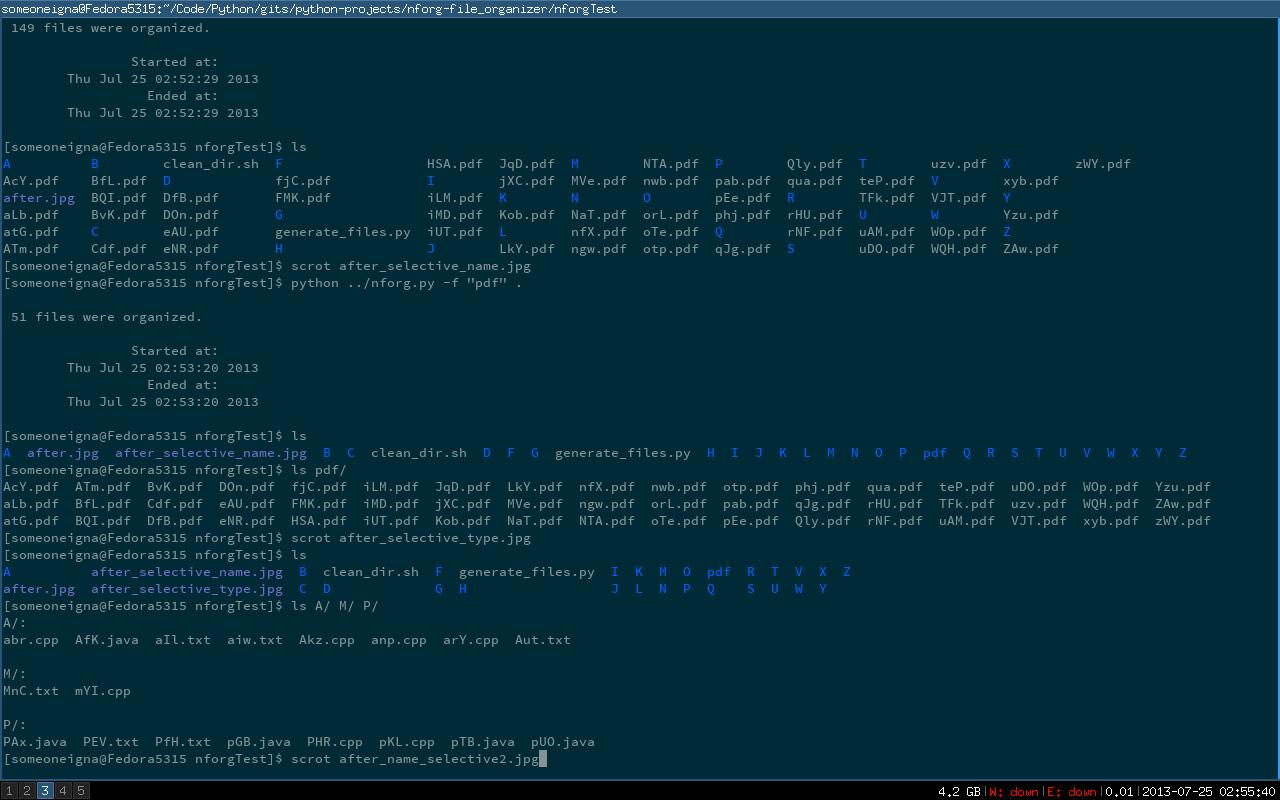 someoneigna@Fedora5315:~/Code/Python/gits/python-projects/nforg-file_organizer/nforgTest
149 files were organized.
Started at:
Thu Jul 25 02:52:29 2013
Ended at:
Thu Jul 25 02:52:29 2013
[someoneigna@Fedora5315 nforgTest]$ ls
A B clean_dir.sh F HSA.pdf JqD.pdf M NTA.pdf P Qly.pdf T uzv.pdf X zWY.pdf
AcY.pdf BfL.pdf D fjC.pdf I jXC.pdf MVe.pdf nwb.pdf pab.pdf qua.pdf teP.pdf V xyb.pdf
after.jpg BQI.pdf DfB.pdf FMK.pdf iLM.pdf K N O pEe.pdf R TFk.pdf VJT.pdf Y
aLb.pdf BvK.pdf DOn.pdf G iMD.pdf Kob.pdf NaT.pdf orL.pdf phj.pdf rHU.pdf U W Yzu.pdf
atG.pdf C eAU.pdf generate_files.py iUT.pdf L nfX.pdf oTe.pdf Q rNF.pdf uAM.pdf WOp.pdf Z
ATm.pdf Cdf.pdf eNR.pdf H J LkY.pdf ngw.pdf otp.pdf qJg.pdf S uDO.pdf WQH.pdf ZAw.pdf
[someoneigna@Fedora5315 nforgTest]$ scrot after_selective_name.jpg
[someoneigna@Fedora5315 nforgTest]$ python ../nforg.py -f "pdf" .
51 files were organized.
Started at:
Thu Jul 25 02:53:20 2013
Ended at:
Thu Jul 25 02:53:20 2013
[someoneigna@Fedora5315 nforgTest]$ ls
A after.jpg after_selective_name.jpg B C clean_dir.sh D F G generate_files.py H I J K L M N O P pdf Q R S T U V W X Y Z
[someoneigna@Fedora5315 nforgTest]$ ls pdf/
AcY.pdf ATm.pdf BvK.pdf DOn.pdf fjC.pdf iLM.pdf JqD.pdf LkY.pdf nfX.pdf nwb.pdf otp.pdf phj.pdf qua.pdf teP.pdf uDO.pdf WOp.pdf Yzu.pdf
aLb.pdf BfL.pdf Cdf.pdf eAU.pdf FMK.pdf iMD.pdf jXC.pdf MVe.pdf ngw.pdf orL.pdf pab.pdf qJg.pdf rHU.pdf TFk.pdf uzv.pdf WQH.pdf ZAw.pdf
atG.pdf BQI.pdf DfB.pdf eNR.pdf HSA.pdf iUT.pdf Kob.pdf NaT.pdf NTA.pdf oTe.pdf pEe.pdf Qly.pdf rNF.pdf uAM.pdf VJT.pdf xyb.pdf zWY.pdf
[someoneigna@Fedora5315 nforgTest]$ scrot after_selective_type.jpg
[someoneigna@Fedora5315 nforgTest]$ ls
A after_selective_name.jpg B clean_dir.sh F generate_files.py I K M O pdf R T V X Z
after.jpg after_selective_type.jpg C D G H J L N P Q S U W Y
[someoneigna@Fedora5315 nforgTest]$ ls A/ M/ P/
A/:
abr.cpp AfK.java aIl.txt aiw.txt Akz.cpp anp.cpp arY.cpp Aut.txt
M/:
MnC.txt mYI.cpp
P/:
PAx.java PEV.txt PfH.txt pGB.java PHR.cpp pKL.cpp pTB.java pUO.java
[someoneigna@Fedora5315 nforgTest]$ scrot after_name_selective2.jpg
1 2 3 4 5 4.2 GB|W: down|E: down|0.01|2013-07-25 02:55:40